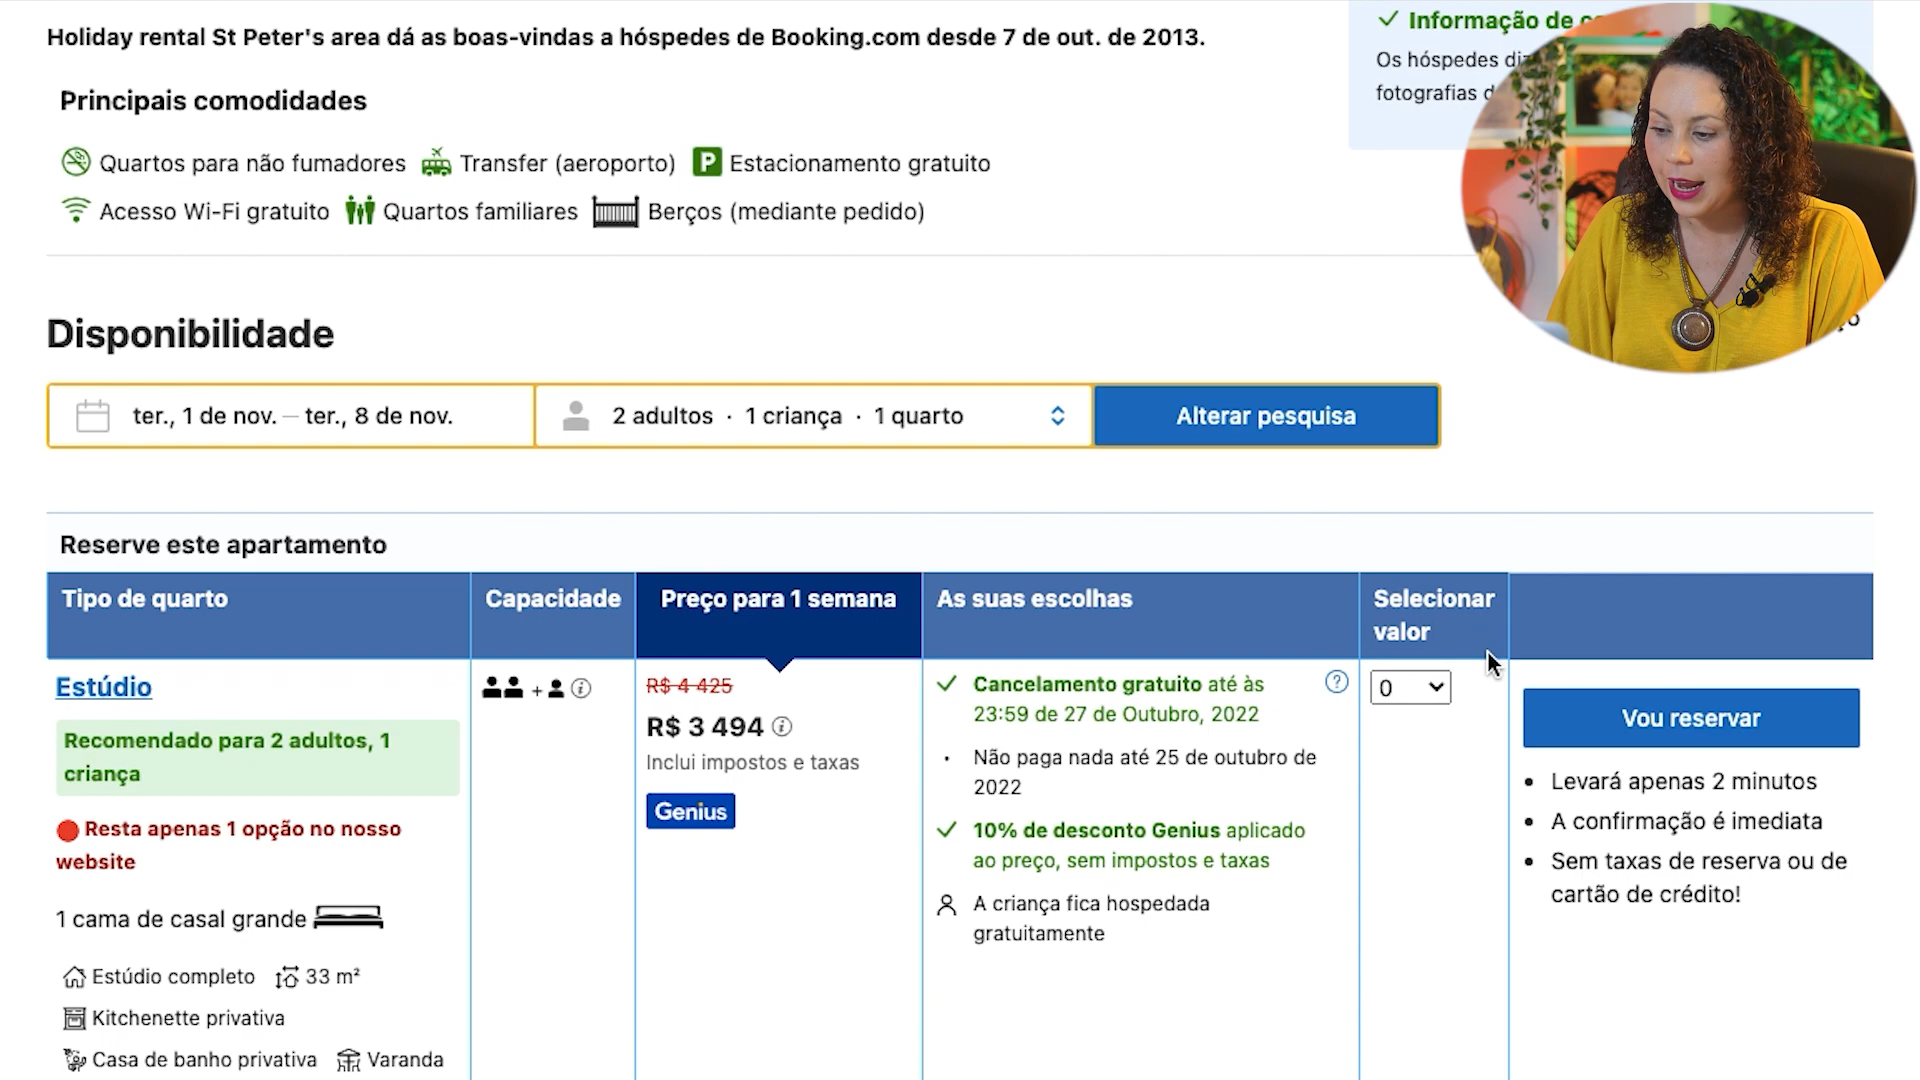 Holiday rental St Peter's area dá as boas-vindas a hóspedes de Booking.com desde 7 de out. de 2013.
Informação de
Os hóspedes
fotografias
Principais comodidades
Quartos para não fumadores Transfer (aeroporto) P Estacionamento gratuito
Acesso Wi-Fi gratuito Quartos familiares Berços (mediante pedido)
Disponibilidade
ter., 1 de nov. — ter., 8 de nov. 2 adultos · 1 criança · 1 quarto Alterar pesquisa
Reserve este apartamento
Tipo de quarto
Capacidade
Preço para 1 semana
As suas escolhas
Selecionar
valor
Estúdio
Recomendado para 2 adultos, 1
criança
Resta apenas 1 opção no nosso
website
1 cama de casal grande
Estúdio completo 33 m²
Kitchenette privativa
Casa de banho privativa Varanda
+
R$ 4 425
R$ 3 494
Inclui impostos e taxas
Genius
Cancelamento gratuito até às
23:59 de 27 de Outubro, 2022
· Não paga nada até 25 de outubro de
2022
10% de desconto Genius aplicado
ao preço, sem impostos e taxas
A criança fica hospedada
gratuitamente
?
0
Vou reservar
• Levará apenas 2 minutos
• A confirmação é imediata
• Sem taxas de reserva ou de
cartão de crédito!